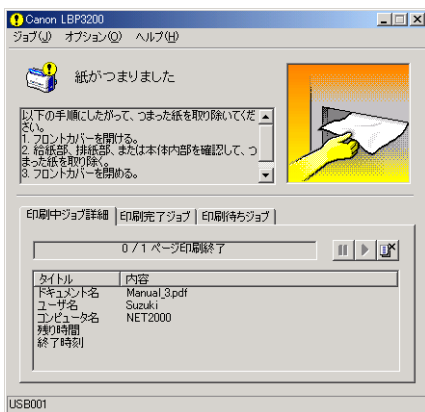 Canon LBP3200
ジョブ(J) オプション(O) ヘルプ(H)
紙がつまりました
以下の手順にしたがって、つまった紙を取り除いてくだ
さい。
1. フロントカバーを開ける。
2. 給紙部、排紙部、または本体内部を確認して、つ
まった紙を取り除く。
3. フロントカバーを閉める。
印刷中ジョブ詳細 印刷完了ジョブ 印刷待ちジョブ
0 / 1 ページ印刷終了
タイトル 内容
ドキュメント名 Manual_3.pdf
ユーザ名 Suzuki
コンピュータ名 NET2000
残り時間
終了時刻
USB001